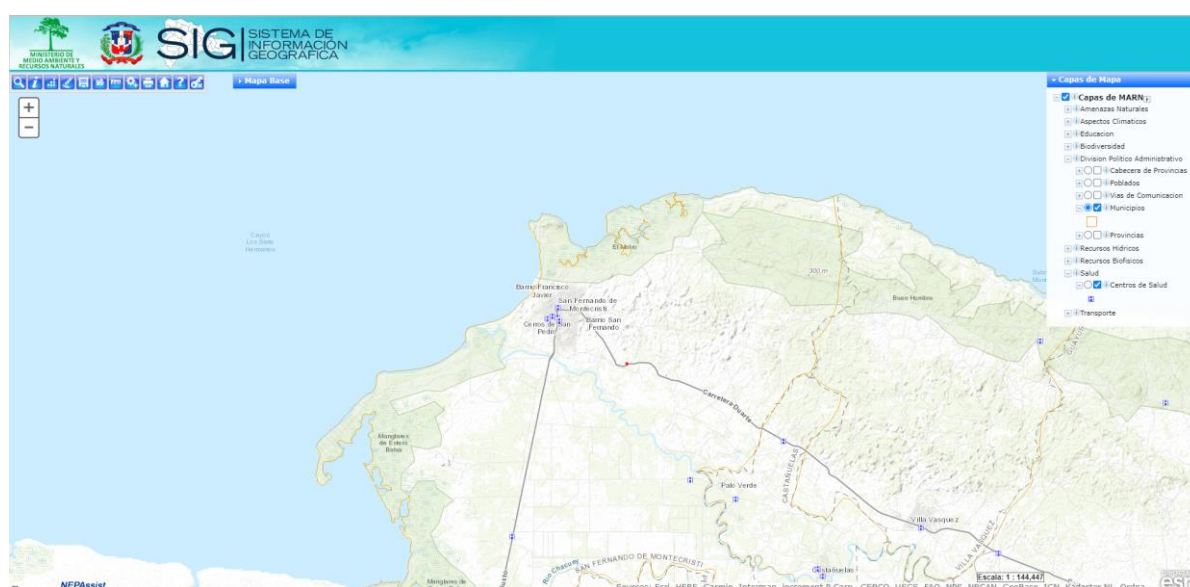 MINISTERIO DE
MEDIO AMBIENTE Y
RECURSOS NATURALES
SIG
SISTEMA DE
INFORMACIÓN
GEOGRAFICA
Mapa Base
Capas de Mapa
+
−
Capas de MARN
Amenazas Naturales
Aspectos Climaticos
Educacion
Biodiversidad
Division Politico Administrativo
Cabecera de Provincias
Poblados
Vias de Comunicacion
Municipios
Provincias
Recursos Hidricos
Recursos Biofisicos
Salud
Centros de Salud
Transporte
Cayos
Los Siete
Hermanos
El Morro
300 m
Buen Hombre
Barrio Francisco
Javier
San Fernando de
Montecristi
Cerros de San
Pedro
Barrio San
Fernando
Carretera Duarte
Manglares
de Estero
Balsa
CASTAÑUELAS
Palo Verde
Villa Vasquez
VILLA VASQUEZ
SAN FERNANDO DE MONTECRISTI
Rio Chacuey
Castañuelas
Manglares de
NEPAssist
Escala: 1 : 144,447